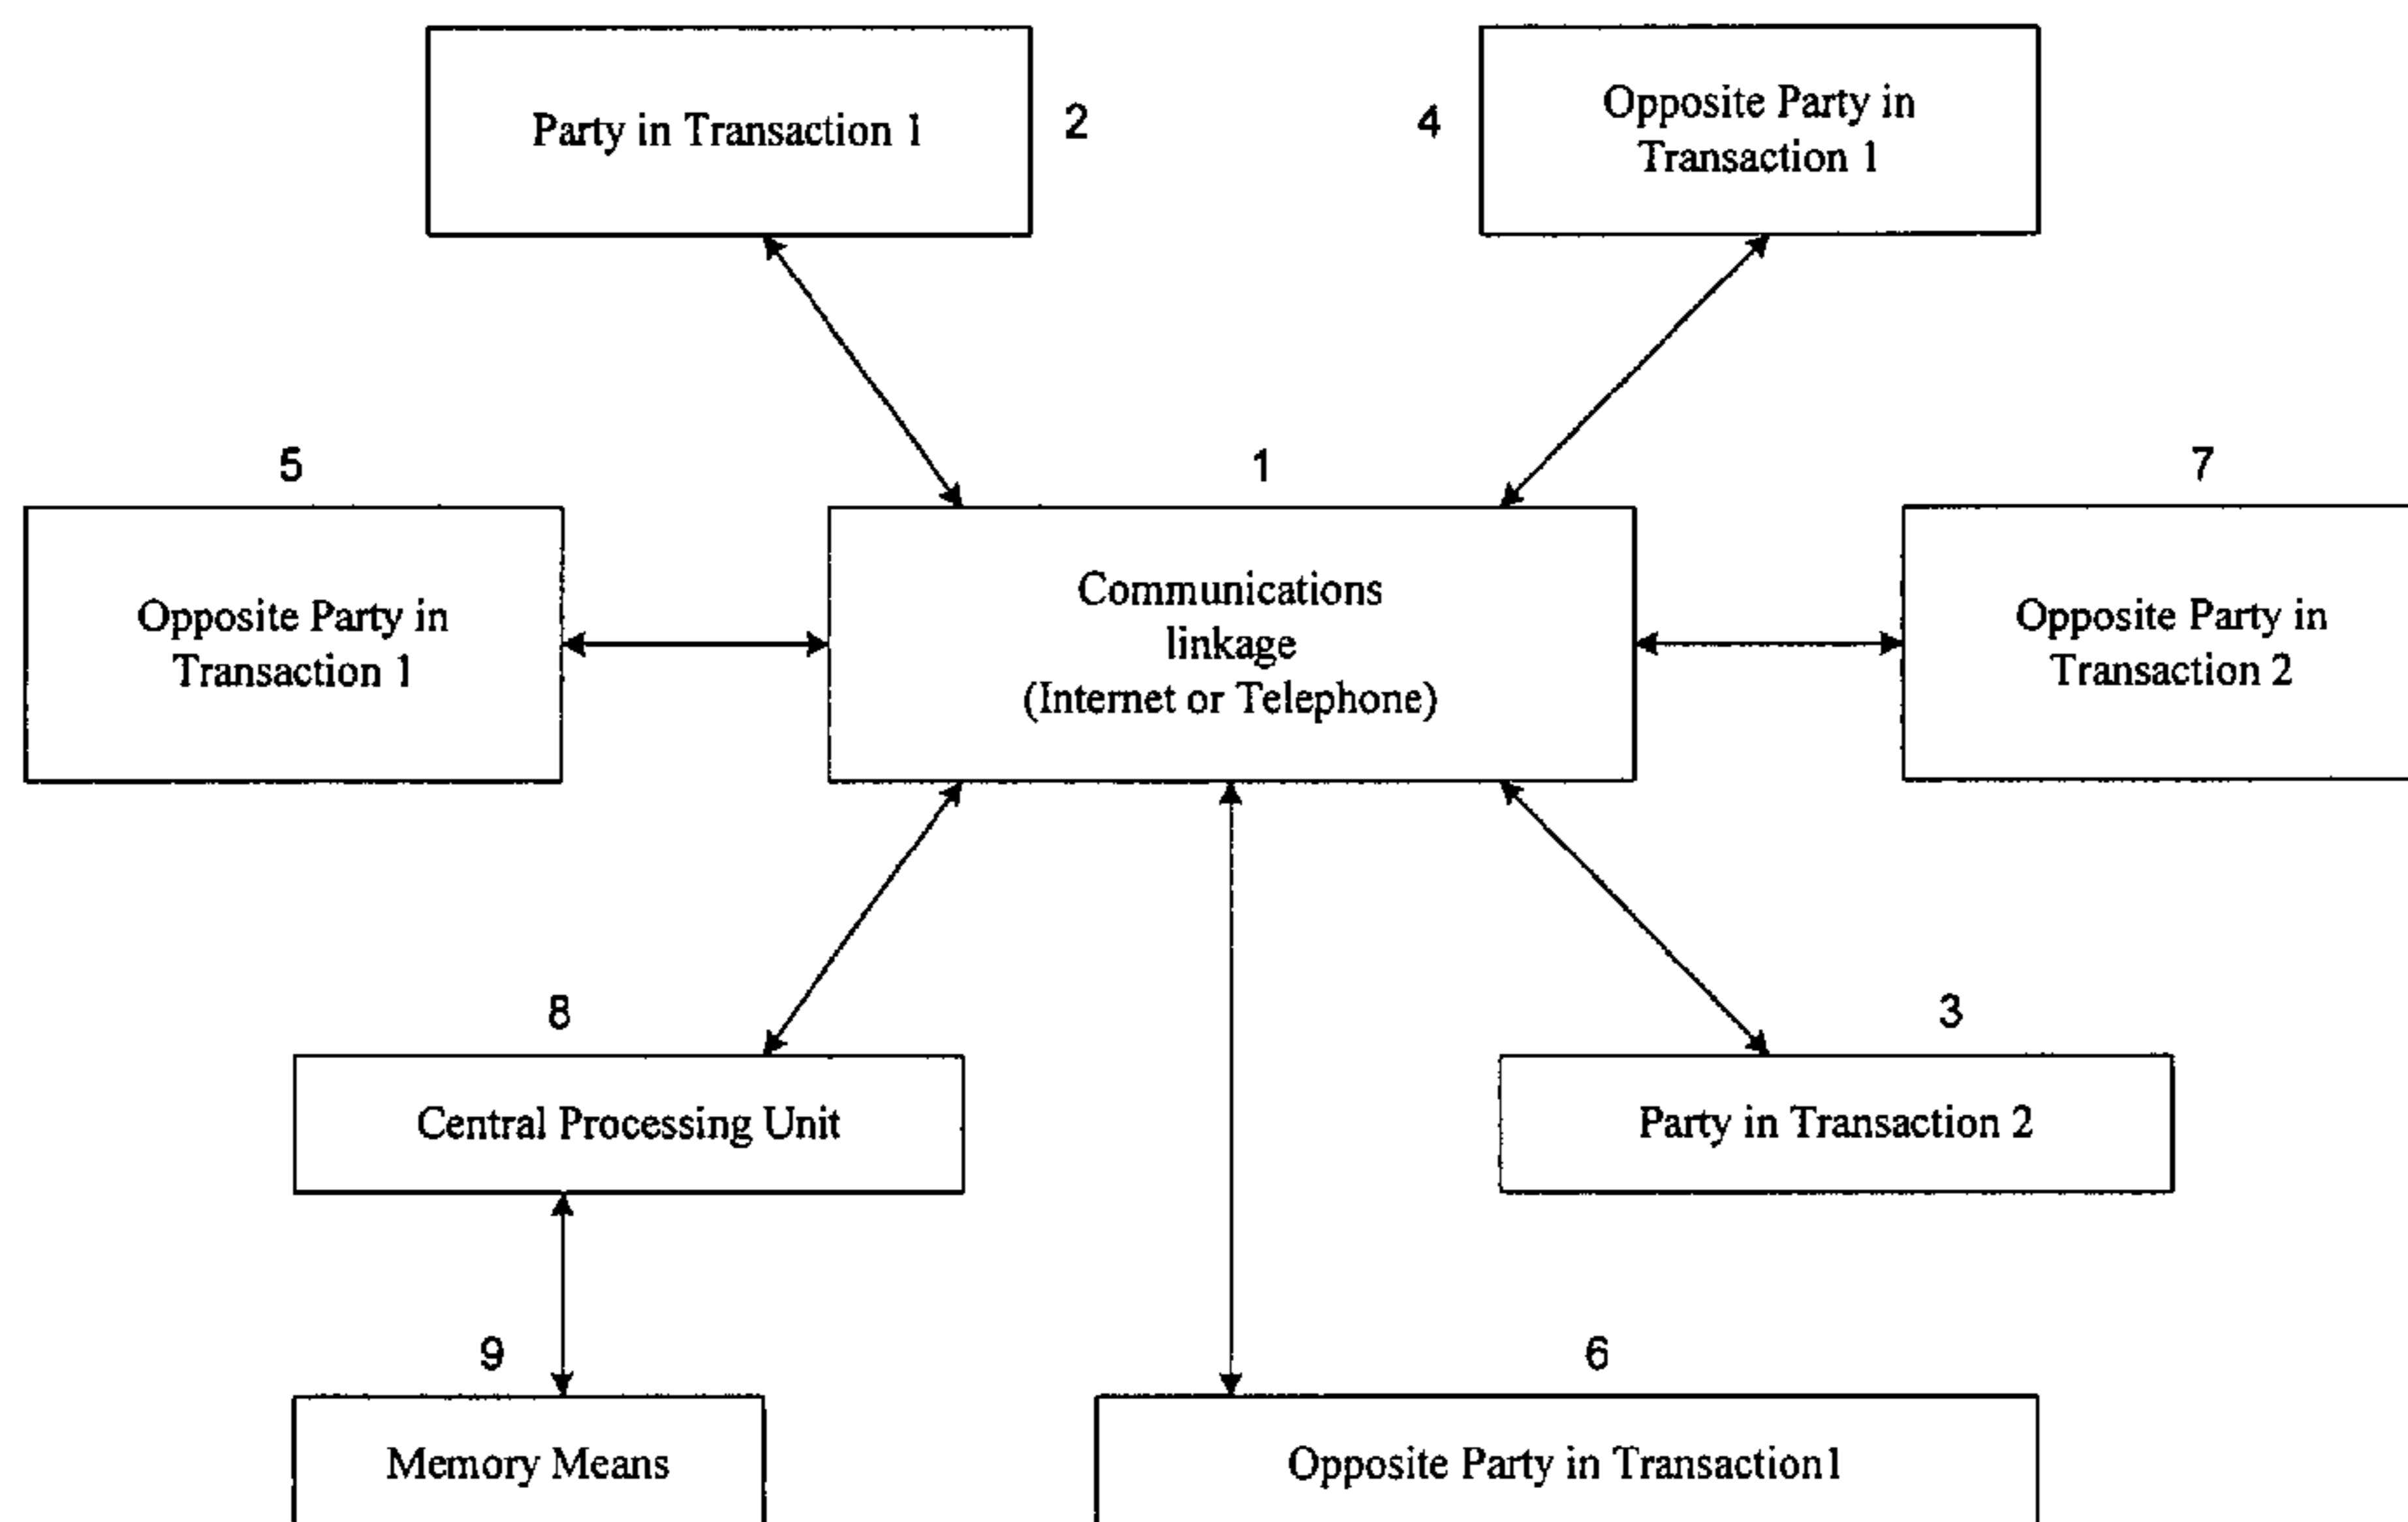 Party in Transaction 1
2
4
Opposite Party in
Transaction 1
5
1
7
Opposite Party in
Transaction 1
Communications
linkage
(Internet or Telephone)
Opposite Party in
Transaction 2
8
3
Central Processing Unit
Party in Transaction 2
9
6
Memory Means
Opposite Party in Transaction1